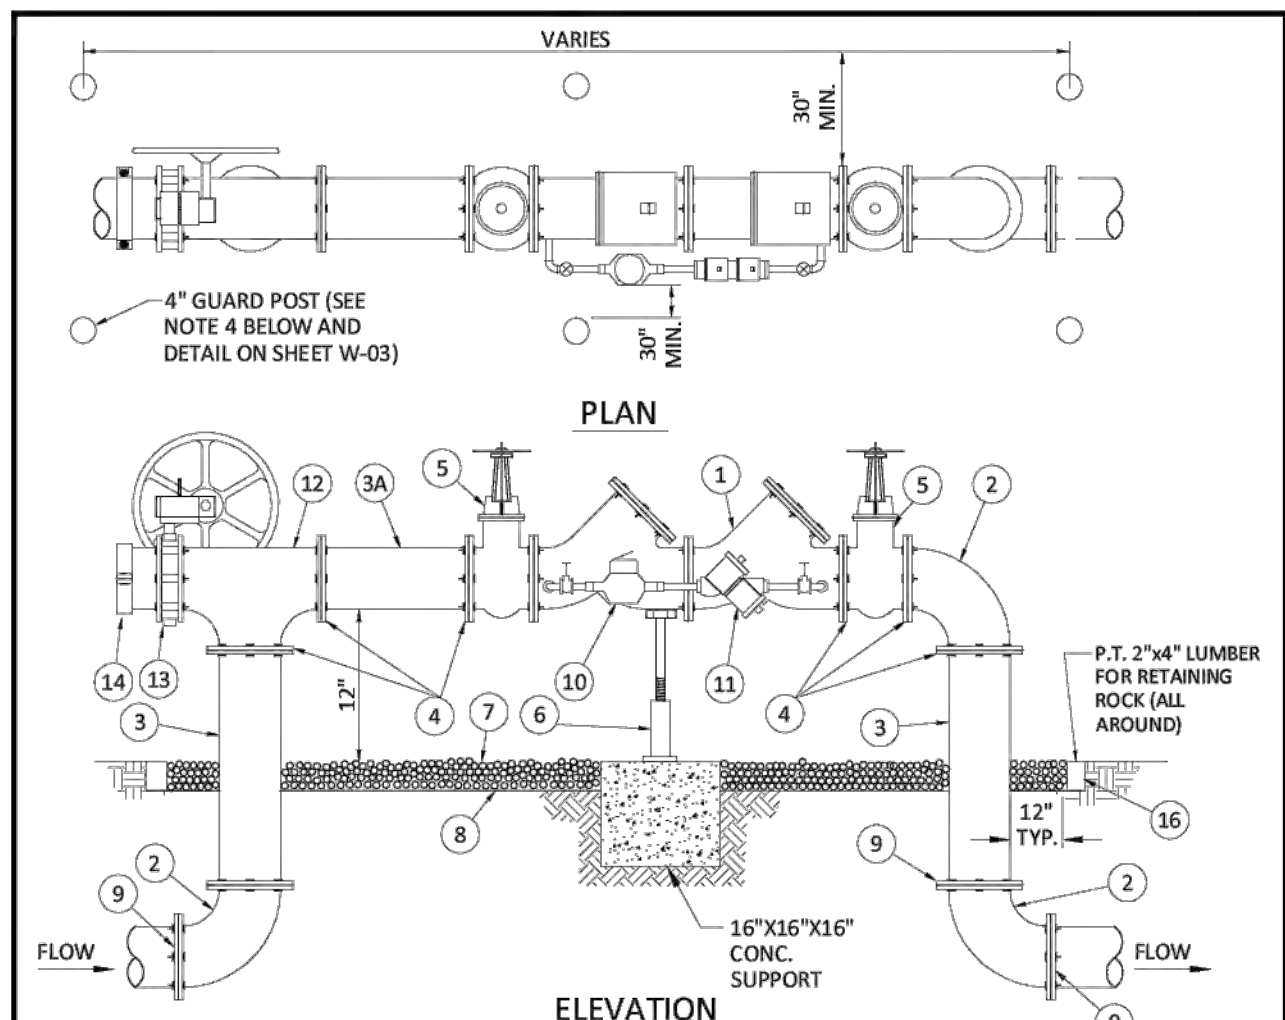 VARIES
30"
MIN.
4" GUARD POST (SEE
NOTE 4 BELOW AND
DETAIL ON SHEET W-03)
30"
MIN.
PLAN
5
12
3A
1
5
2
14
13
10
11
12"
4
7
6
4
3
3
P.T. 2"x4" LUMBER
FOR RETAINING
ROCK (ALL
AROUND)
8
12"
TYP.
16
2
9
9
2
16"X16"X16"
CONC.
SUPPORT
FLOW
FLOW
ELEVATION